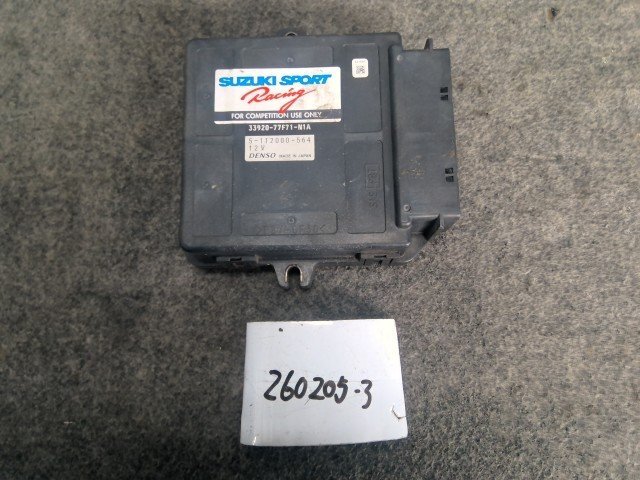 SUZUKI SPORT
Racing
FOR COMPETITION USE ONLY
33920-77F71-N1A
S-112000-564
12V
DENSO MADE IN JAPAN
260205-3